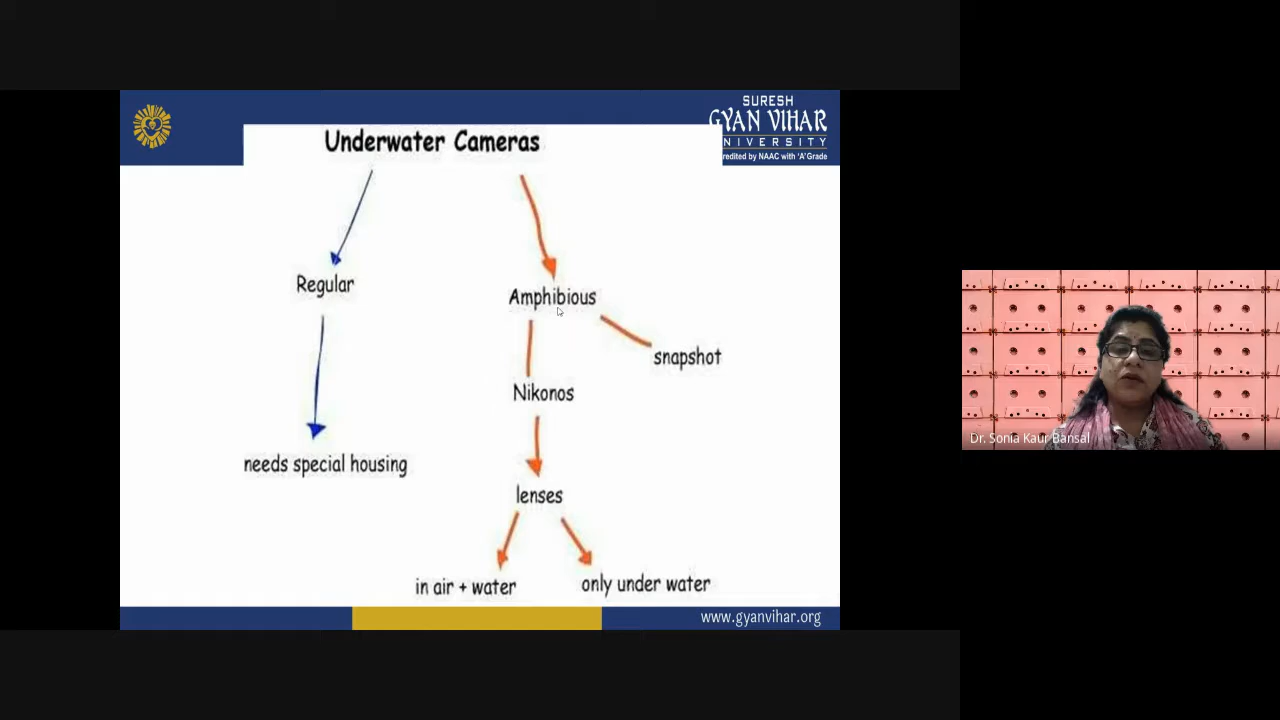 SURESH
GYAN VIHAR
NIVERSITY
redited by NAAC with 'A' Grade
Underwater Cameras
Regular
Amphibious
snapshot
Nikonos
needs special housing
lenses
in air + water
only under water
www.gyanvihar.org
Dr. Sonia Kaur Bansal